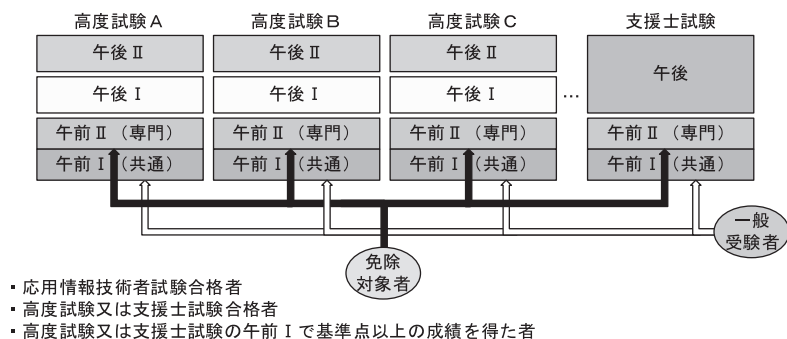 高度試験A
高度試験B
高度試験C
支援士試験
午後Ⅱ
午後Ⅱ
午後Ⅱ
午後
午後Ⅰ
午後Ⅰ
午後Ⅰ
…
午前Ⅱ（専門）
午前Ⅱ（専門）
午前Ⅱ（専門）
午前Ⅱ（専門）
午前Ⅰ（共通）
午前Ⅰ（共通）
午前Ⅰ（共通）
午前Ⅰ（共通）
一般
受験者
免除
対象者
▪応用情報技術者試験合格者
▪高度試験又は支援士試験合格者
▪高度試験又は支援士試験の午前Ⅰで基準点以上の成績を得た者